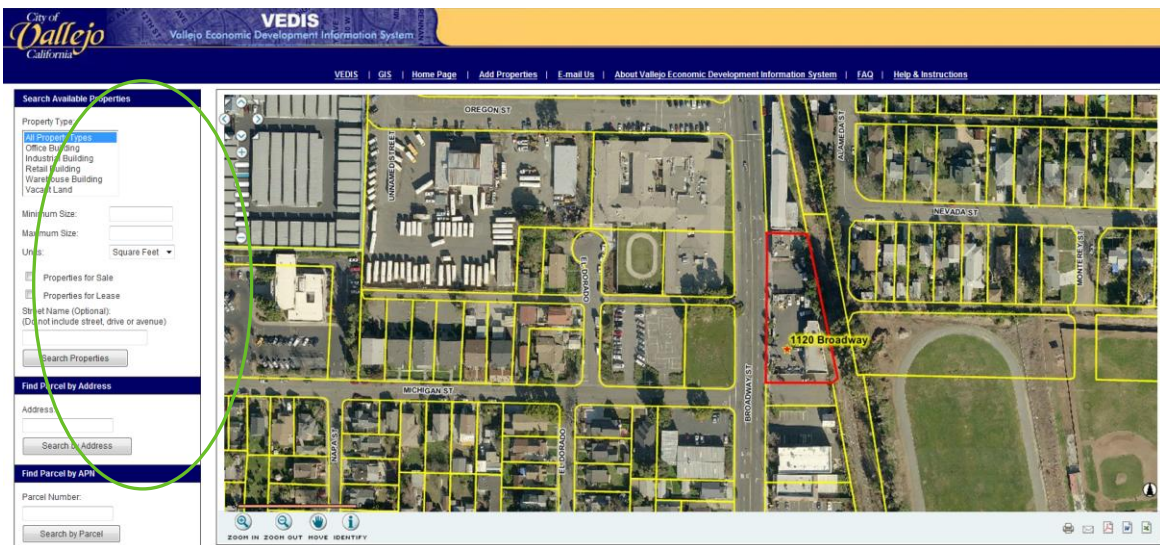 City of
Vallejo
California
VEDIS
Vallejo Economic Development Information System
VEDIS | GIS | Home Page | Add Properties | E-mail Us | About Vallejo Economic Development Information System | FAQ | Help & Instructions
Search Available Properties
Property Type:
All Property Types
Office Building
Industrial Building
Retail Building
Warehouse Building
Vacant Land
Minimum Size:
Maximum Size:
Units: Square Feet
Properties for Sale
Properties for Lease
Street Name (Optional):
(Do not include street, drive or avenue)
Search Properties
Find Parcel by Address
Address:
Search by Address
Find Parcel by APN
Parcel Number:
Search by Parcel
OREGON ST
UNNAMED STREET
ALAMEDA ST
NEVADA ST
MONTEREY ST
ELDORADO
1120 Broadway
MICHIGAN ST
BROADWAY ST
NAPA ST
ELDORADO
ZOOM IN ZOOM OUT MOVE IDENTIFY